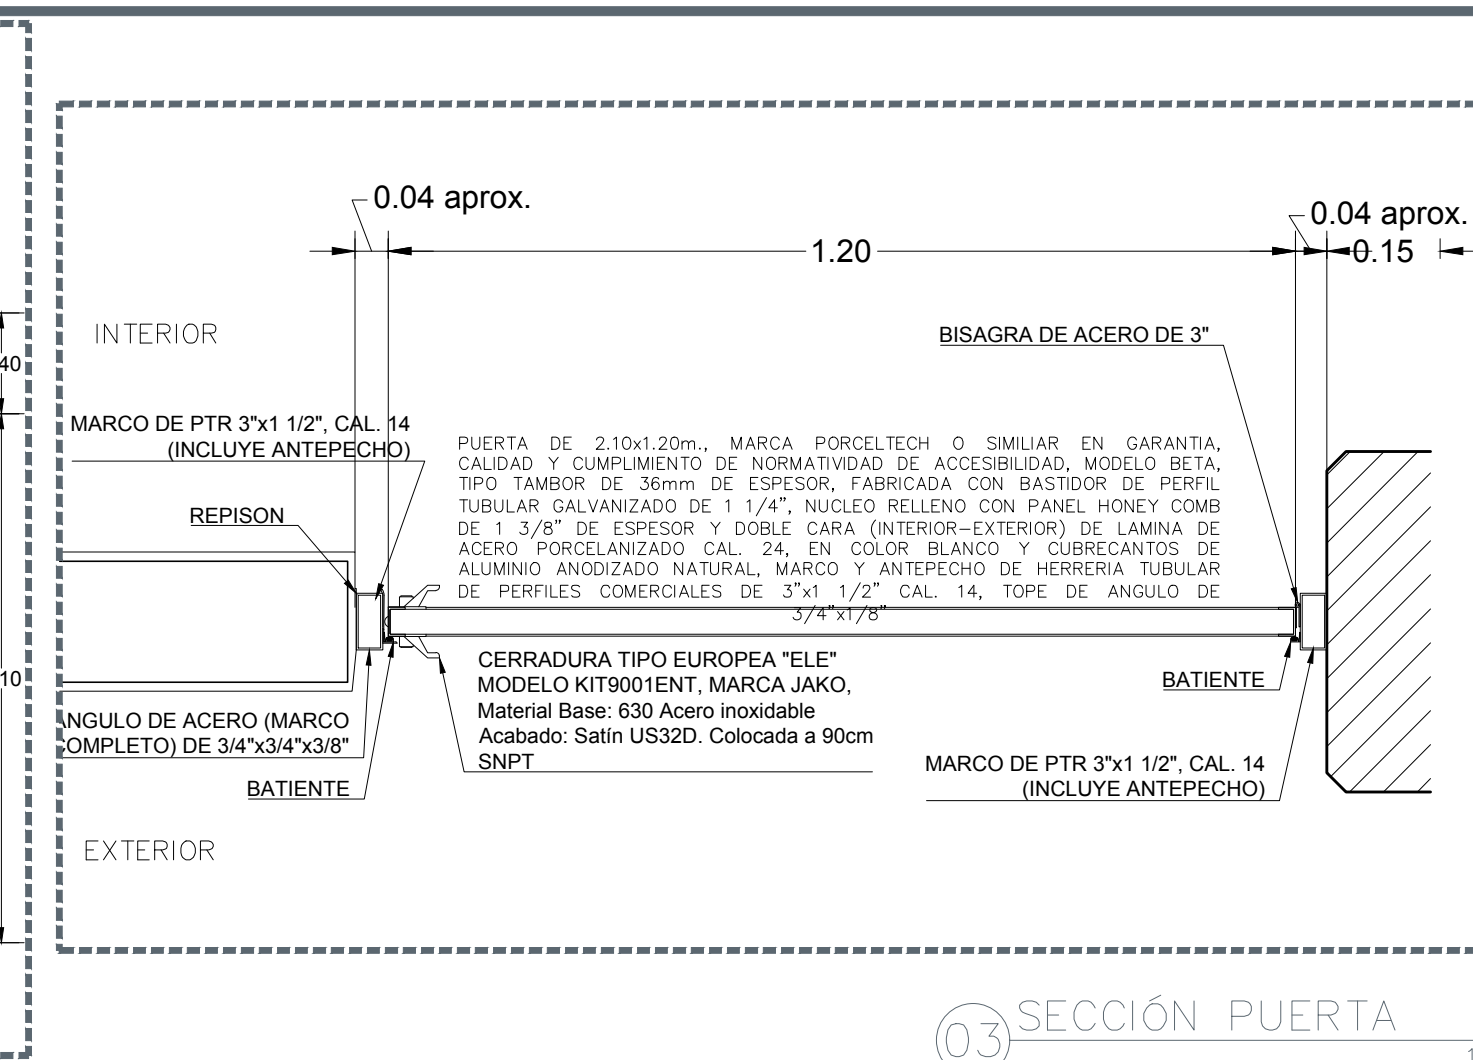 0.04 aprox.
0.04 aprox.
1.20
0.15
INTERIOR
BISAGRA DE ACERO DE 3"
40
MARCO DE PTR 3"x1 1/2", CAL. 14
(INCLUYE ANTEPECHO)
PUERTA DE 2.10x1.20m., MARCA PORCELTECH O SIMILIAR EN GARANTIA,
CALIDAD Y CUMPLIMIENTO DE NORMATIVIDAD DE ACCESIBILIDAD, MODELO BETA,
TIPO TAMBOR DE 36mm DE ESPESOR, FABRICADA CON BASTIDOR DE PERFIL
TUBULAR GALVANIZADO DE 1 1/4", NUCLEO RELLENO CON PANEL HONEY COMB
DE 1 3/8" DE ESPESOR Y DOBLE CARA (INTERIOR-EXTERIOR) DE LAMINA DE
ACERO PORCELANIZADO CAL. 24, EN COLOR BLANCO Y CUBRECANTOS DE
ALUMINIO ANODIZADO NATURAL, MARCO Y ANTEPECHO DE HERRERIA TUBULAR
DE PERFILES COMERCIALES DE 3"x1 1/2" CAL. 14, TOPE DE ANGULO DE
3/4"x1/8"
REPISON
CERRADURA TIPO EUROPEA "ELE"
MODELO KIT9001ENT, MARCA JAKO,
Material Base: 630 Acero inoxidable
Acabado: Satín US32D. Colocada a 90cm
SNPT
10
BATIENTE
ANGULO DE ACERO (MARCO
COMPLETO) DE 3/4"x3/4"x3/8"
BATIENTE
MARCO DE PTR 3"x1 1/2", CAL. 14
(INCLUYE ANTEPECHO)
EXTERIOR
03 SECCIÓN PUERTA